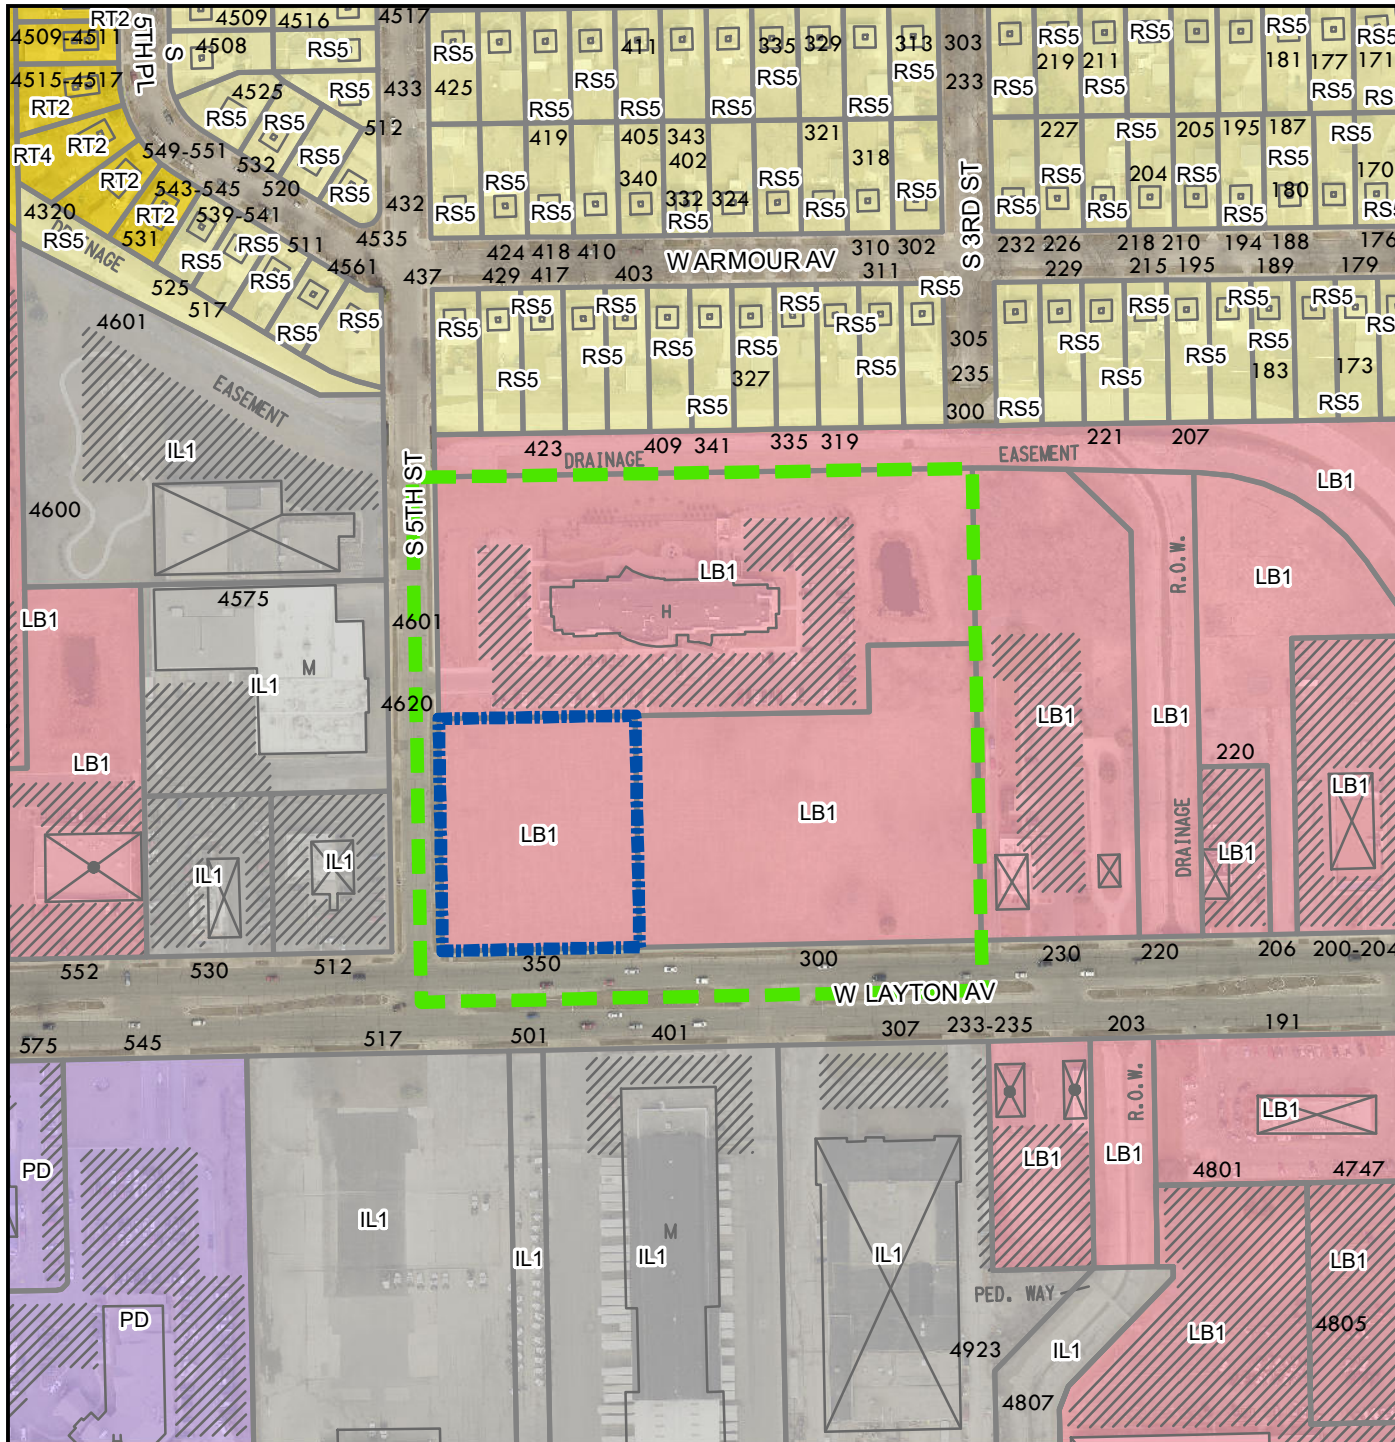 RT2 4509 4516 4517
4509-4511 5TH PL S 4508 RS5 RS5 411 335 329 313 303 RS5 RS5 RS5 RS5
4515-4517 433 425 RS5 RS5 RS5 233 219 211 181 177 171
RT2 4525 RS5 RS5 RS5 RS5 RS5 RS5 RS5 RS5 RS5 RS5 RS
RS5 RS5 512 419 405 343 321 227 RS5 205 195 187 RS5
RT4 RT2 549-551 532 RS5 402 318 RS5
RT2 543-545 520 RS5 RS5 340 RS5 RS5 204 RS5 170
4320 RT2 539-541 432 RS5 RS5 332 324 RS5 RS5 RS5 RS5 180 RS5
RS5 DRAINAGE 531 RS5 511 4535 RS5 RS5 S 3RD ST
RS5 4561 437 424 418 410 W ARMOUR AV 310 302 232 226 218 210 194 188 176
525 429 417 403 311 229 215 195 189 179
517 RS5 RS5 RS5 RS5 RS5 RS5 RS5 RS5 RS5
4601 RS5 RS5 RS5 RS5 RS5 305 RS5 RS5 RS5 RS
RS5 RS5 RS5 RS5 327 RS5 235 RS5 183 173
EASEMENT RS5 300 RS5 RS5
IL1 423 DRAINAGE 409 341 335 319 EASEMENT 221 207
4600 S 5TH ST LB1
LB1 R.O.W. LB1
4575 4601 H
LB1 M
IL1 4620 LB1 LB1
LB1 220
LB1 LB1 LB1
IL1 IL1 DRAINAGE LB1
552 530 512 350 300 230 220 206 200-204
W LAYTON AV
575 545 517 501 401 307 233-235 203 191
R.O.W. LB1
PD LB1 LB1 4801 4747
IL1 IL1 M IL1 IL1 LB1
PD PED. WAY LB1 4805
4923 IL1
4807
H